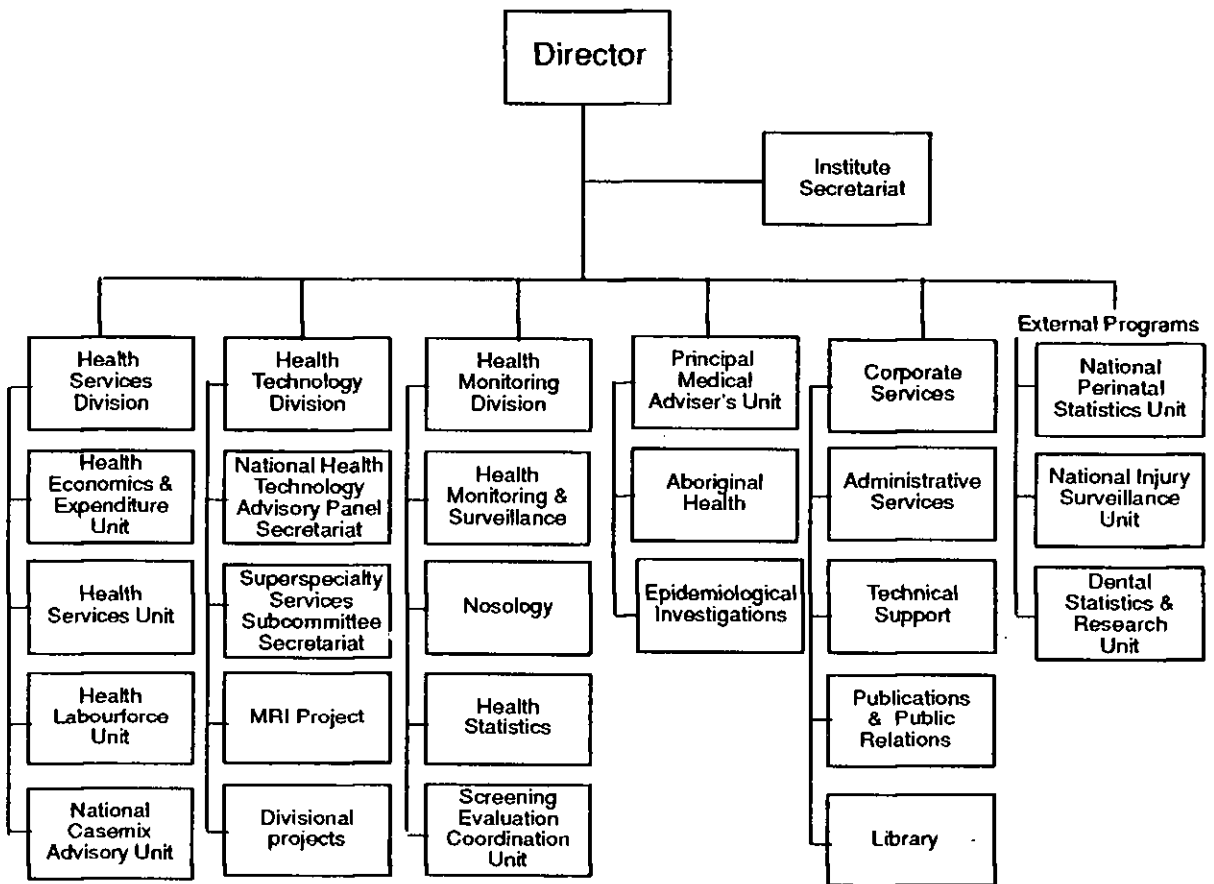 Director
Institute
Secretariat
Health
Services
Division
Health
Economics &
Expenditure
Unit
Health
Services Unit
Health
Labourforce
Unit
National
Casemix
Advisory Unit
Health
Technology
Division
National Health
Technology
Advisory Panel
Secretariat
Superspecialty
Services
Subcommittee
Secretariat
MRI Project
Divisional
projects
Health
Monitoring
Division
Health
Monitoring &
Surveillance
Nosology
Health
Statistics
Screening
Evaluation
Coordination
Unit
Principal
Medical
Adviser's Unit
Aboriginal
Health
Epidemiological
Investigations
Corporate
Services
Administrative
Services
Technical
Support
Publications
& Public
Relations
Library
External Programs
National
Perinatal
Statistics Unit
National Injury
Surveillance
Unit
Dental
Statistics &
Research
Unit